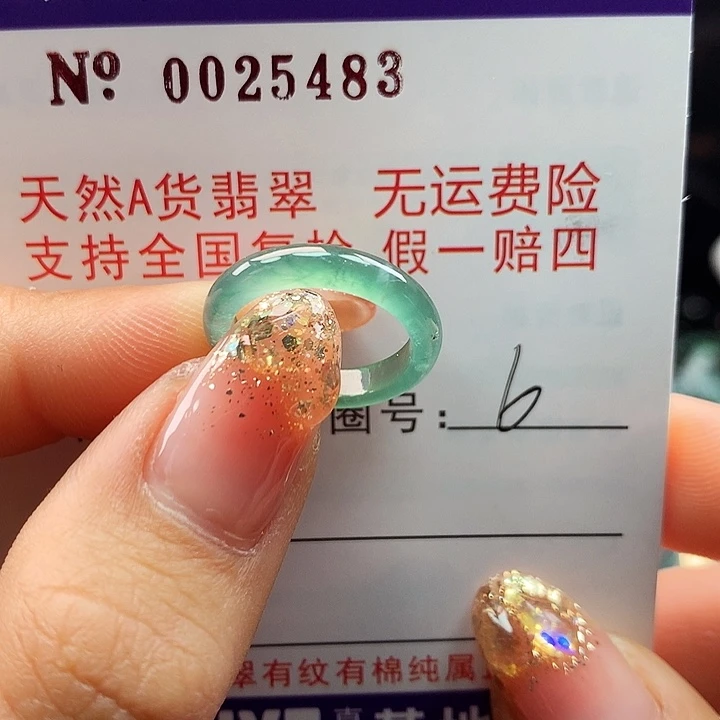 Nº 0025483
天然A货翡翠 无运费险
支持全国复检 假一赔四
圈号: 6
翠有纹有棉纯属